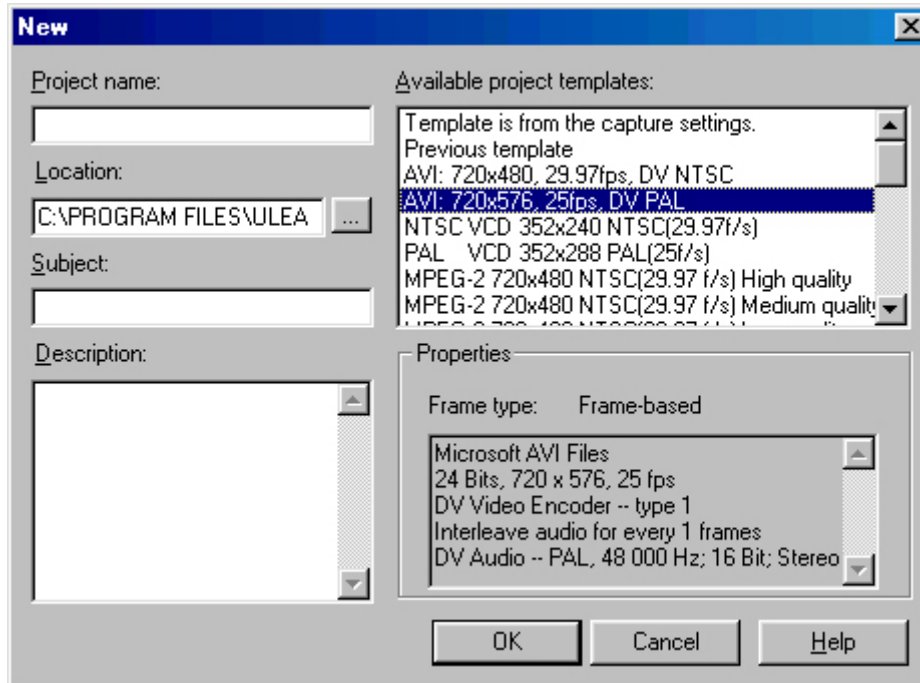 New
Project name:
Location:
C:\PROGRAM FILES\ULEA
...
Subject:
Description:
Available project templates:
Template is from the capture settings.
Previous template
AVI: 720x480, 29.97fps, DV NTSC
AVI: 720x576, 25fps, DV PAL
NTSC VCD 352x240 NTSC(29.97f/s)
PAL VCD 352x288 PAL(25f/s)
MPEG-2 720x480 NTSC(29.97 f/s) High quality
MPEG-2 720x480 NTSC(29.97 f/s) Medium quality
Properties
Frame type: Frame-based
Microsoft AVI Files
24 Bits, 720 x 576, 25 fps
DV Video Encoder -- type 1
Interleave audio for every 1 frames
DV Audio -- PAL, 48 000 Hz; 16 Bit; Stereo
OK
Cancel
Help